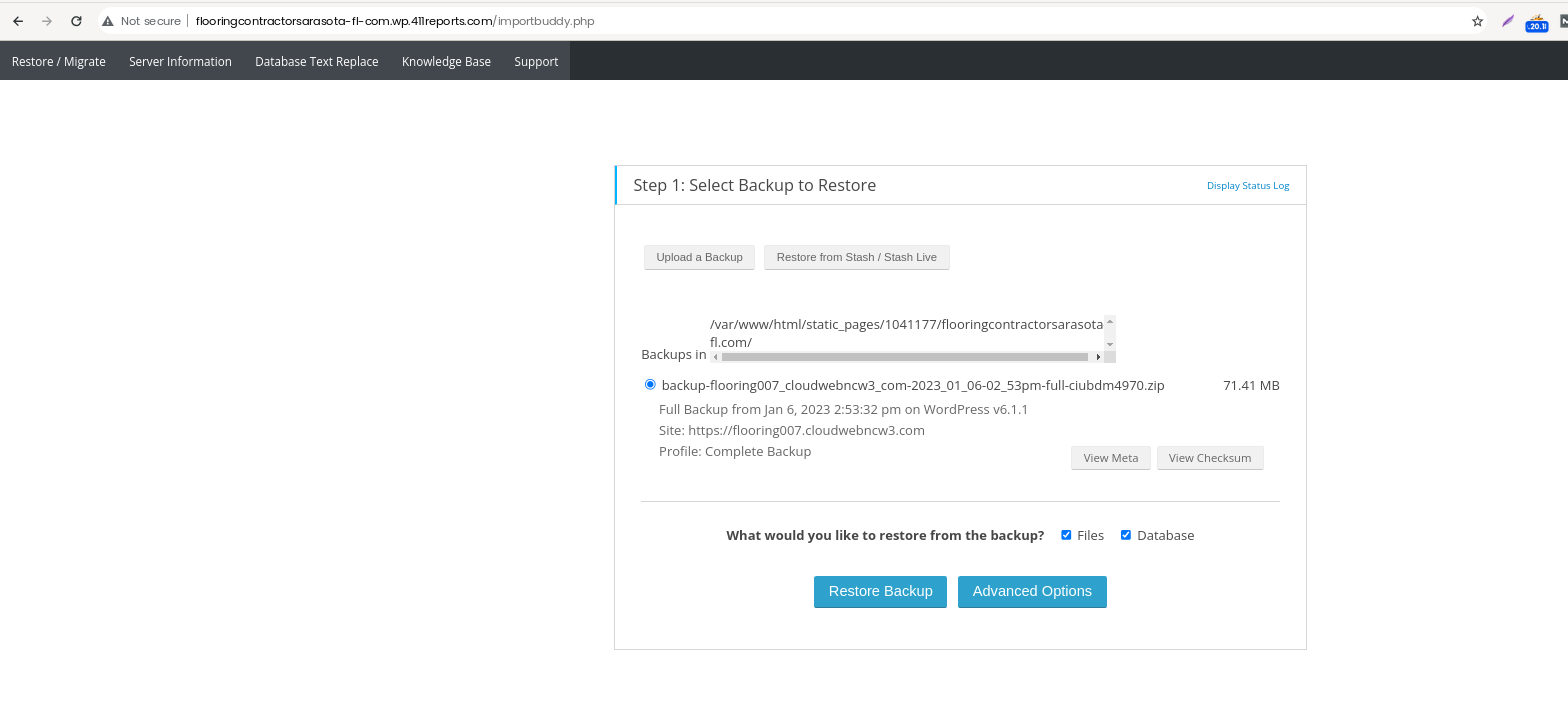 Not secure flooringcontractorsarasota-fl-com.wp.411reports.com/importbuddy.php
20.11
Restore / Migrate Server Information Database Text Replace Knowledge Base Support
Step 1: Select Backup to Restore Display Status Log
Upload a Backup Restore from Stash / Stash Live
/var/www/html/static_pages/1041177/flooringcontractorsarasota
fl.com/
Backups in
backup-flooring007_cloudwebncw3_com-2023_01_06-02_53pm-full-ciubdm4970.zip 71.41 MB
Full Backup from Jan 6, 2023 2:53:32 pm on WordPress v6.1.1
Site: https://flooring007.cloudwebncw3.com
Profile: Complete Backup
View Meta View Checksum
What would you like to restore from the backup? Files Database
Restore Backup Advanced Options